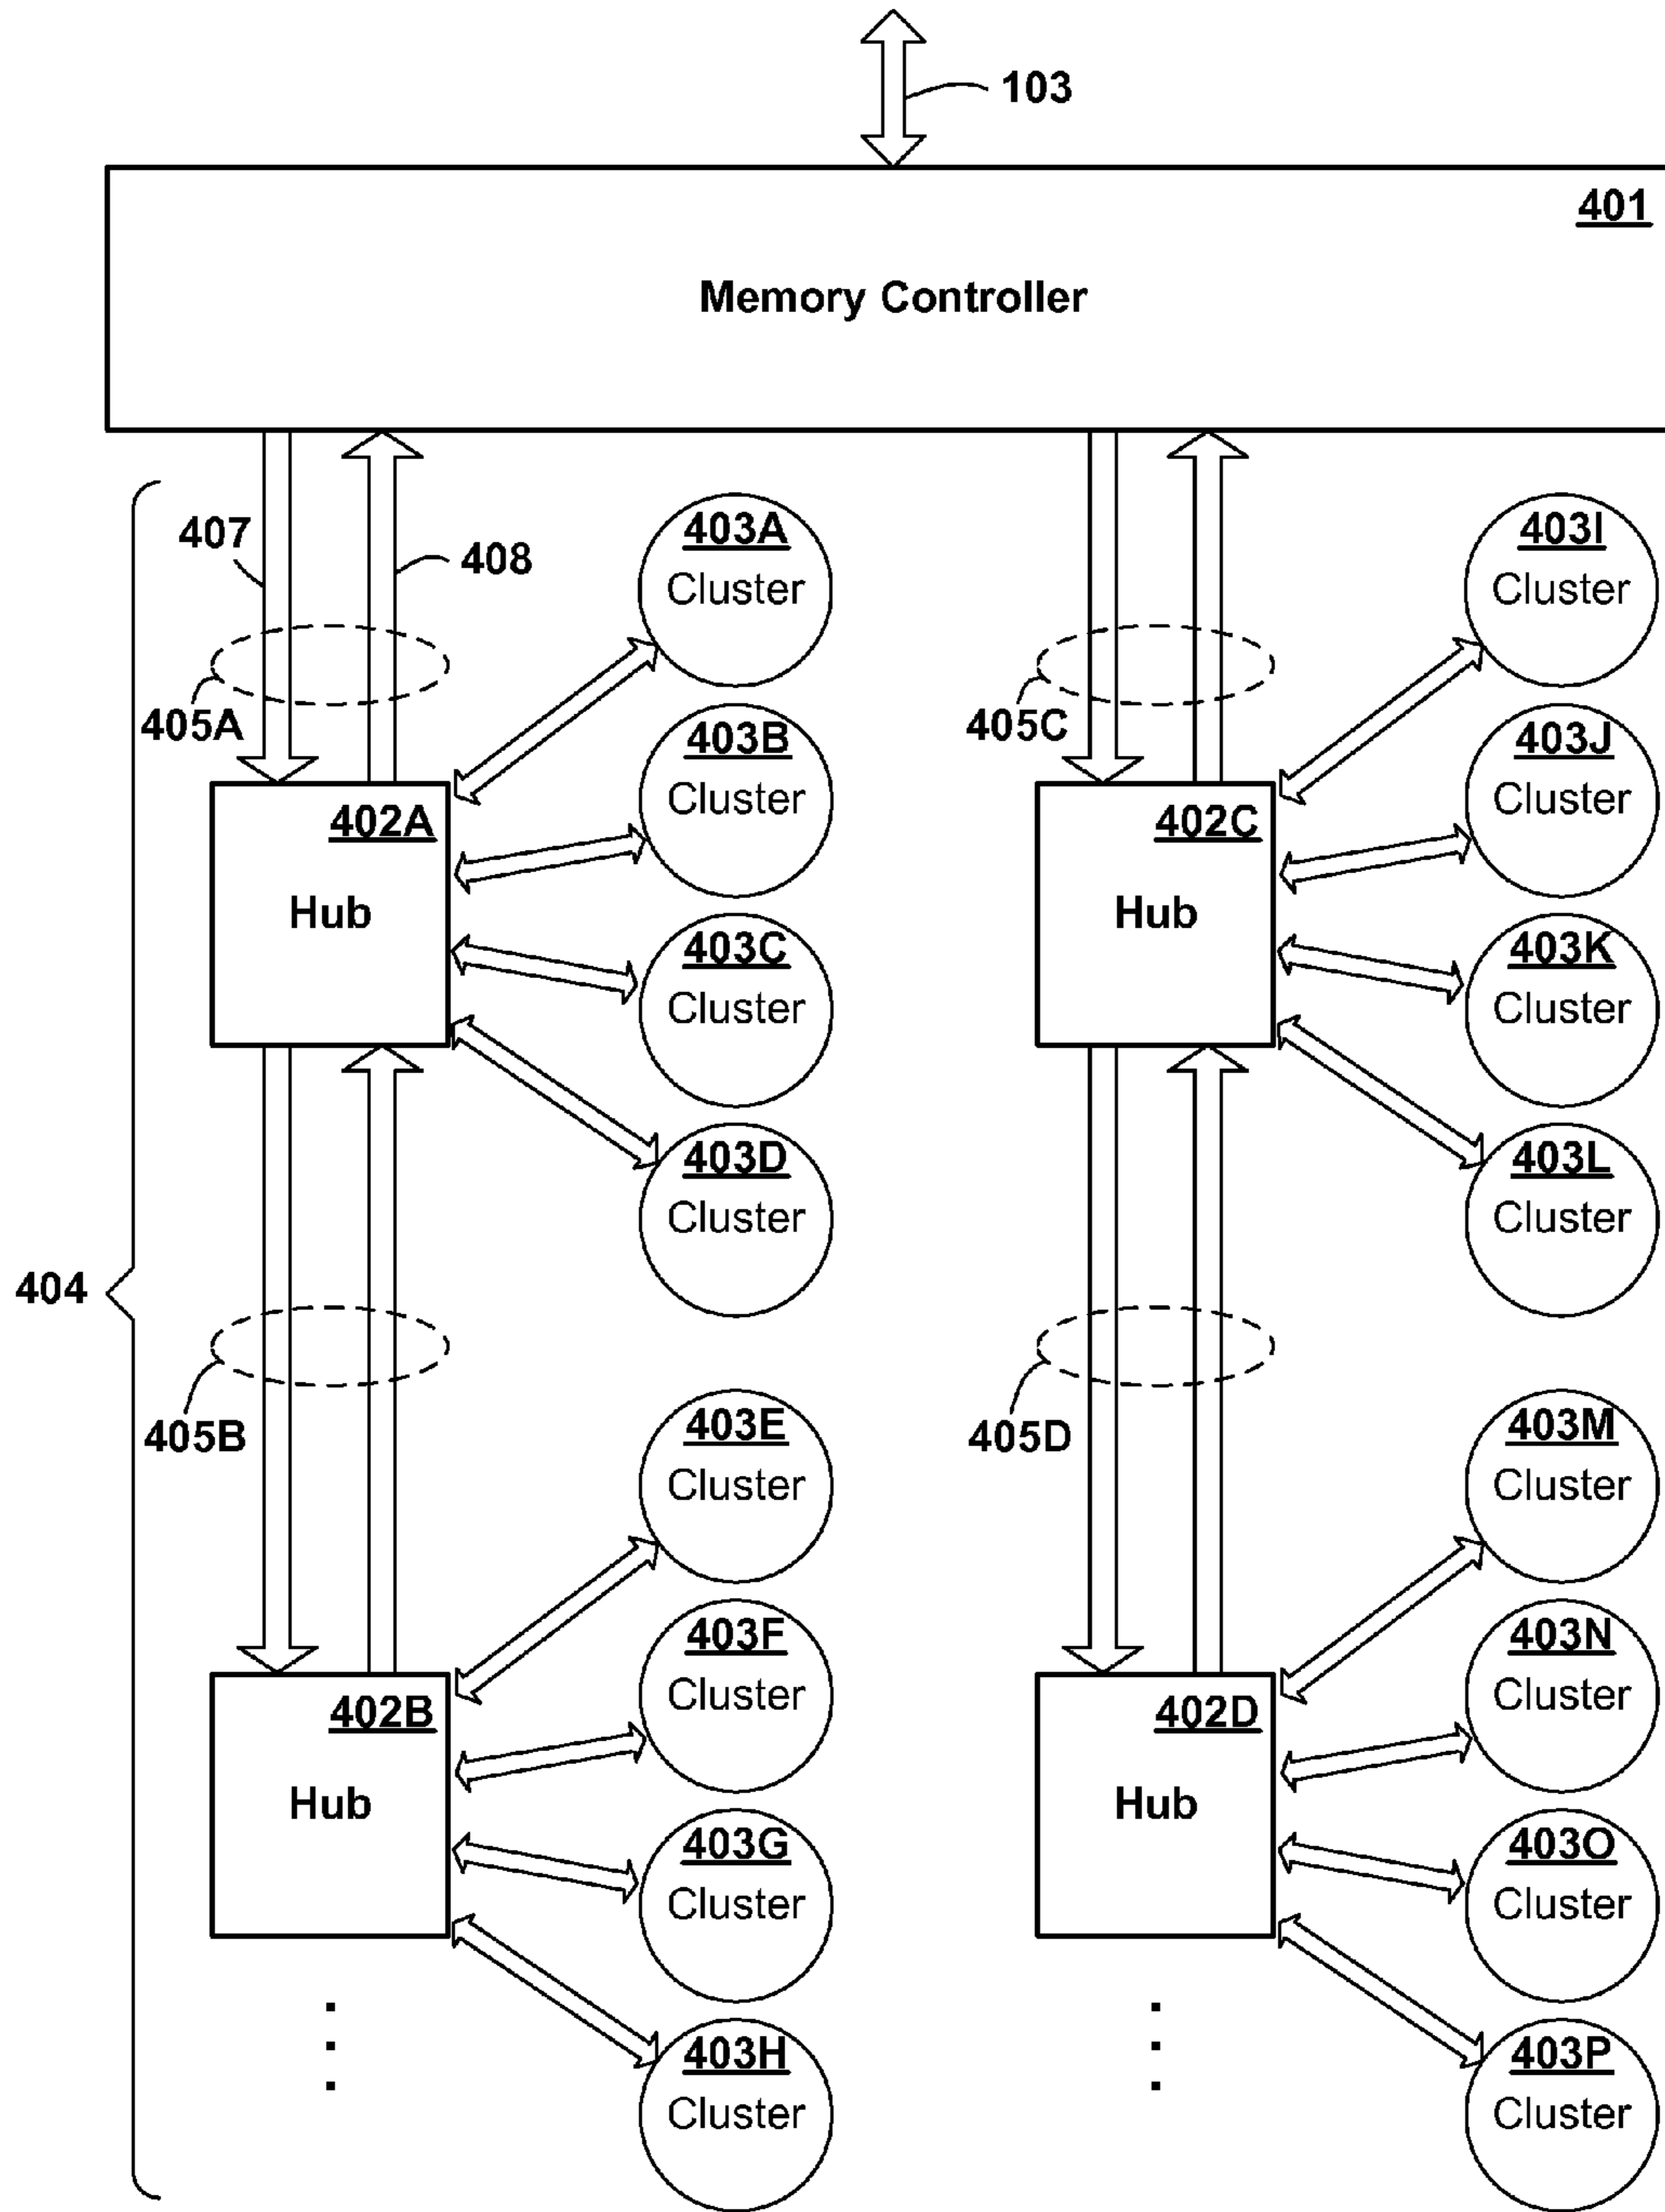 103
401
Memory Controller
407
408
405A
403A
Cluster
403B
Cluster
403C
Cluster
403D
Cluster
402A
Hub
405C
403I
Cluster
403J
Cluster
403K
Cluster
403L
Cluster
402C
Hub
404
405B
403E
Cluster
403F
Cluster
403G
Cluster
403H
Cluster
402B
Hub
405D
403M
Cluster
403N
Cluster
403O
Cluster
403P
Cluster
402D
Hub